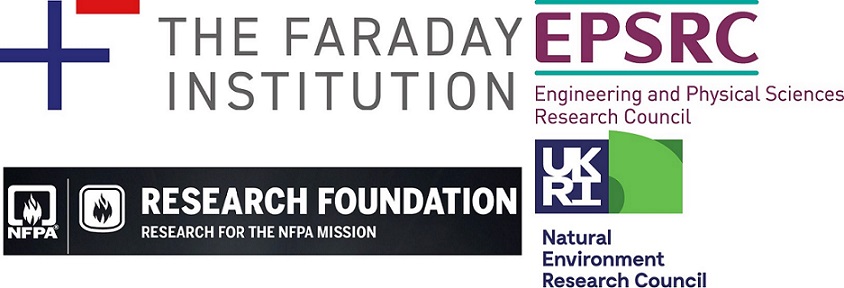 THE FARADAY
INSTITUTION
EPSRC
Engineering and Physical Sciences
Research Council
NFPA®
RESEARCH FOUNDATION
RESEARCH FOR THE NFPA MISSION
UK
RI
Natural
Environment
Research Council